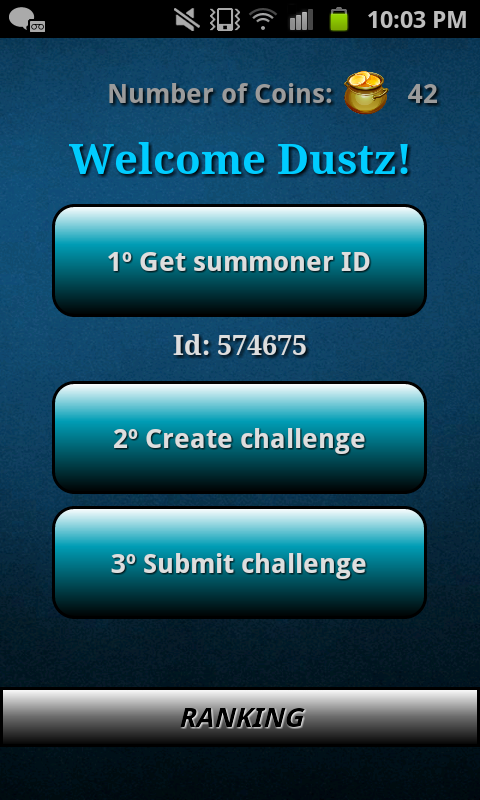 10:03 PM
Number of Coins: 42
Welcome Dustz!
1º Get summoner ID
Id: 574675
2º Create challenge
3º Submit challenge
RANKING